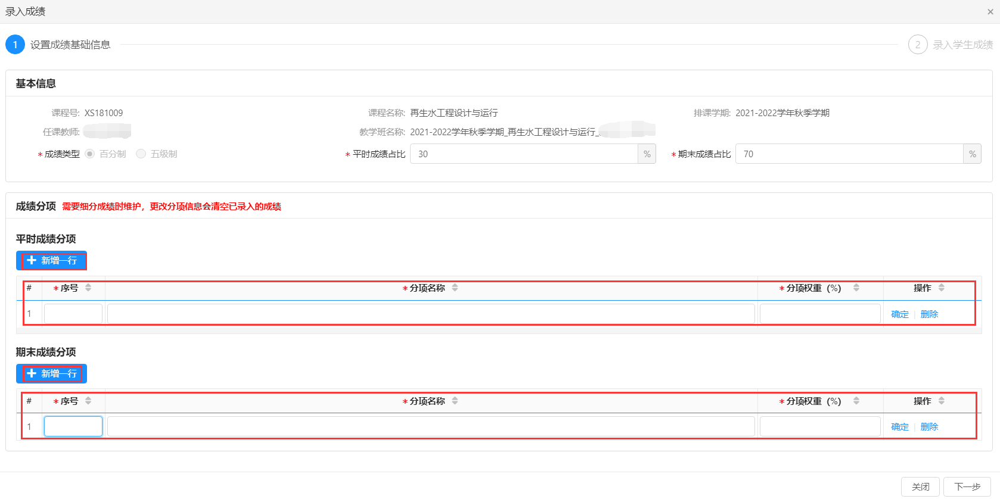 录入成绩 ×
1 设置成绩基础信息 2 录入学生成绩
基本信息
课程号: XS181009 课程名称: 再生水工程设计与运行 排课学期: 2021-2022学年秋季学期
任课教师: 教学班名称: 2021-2022学年秋季学期_再生水工程设计与运行_
* 成绩类型 百分制 五级制 * 平时成绩占比 30 % * 期末成绩占比 70 %
成绩分项 需要细分成绩时维护，更改分项信息会清空已录入的成绩
平时成绩分项
+ 新增一行
# * 序号 * 分项名称 * 分项权重 (%) 操作
1 确定 | 删除
期末成绩分项
+ 新增一行
# * 序号 * 分项名称 * 分项权重 (%) 操作
1 确定 | 删除
关闭 下一步